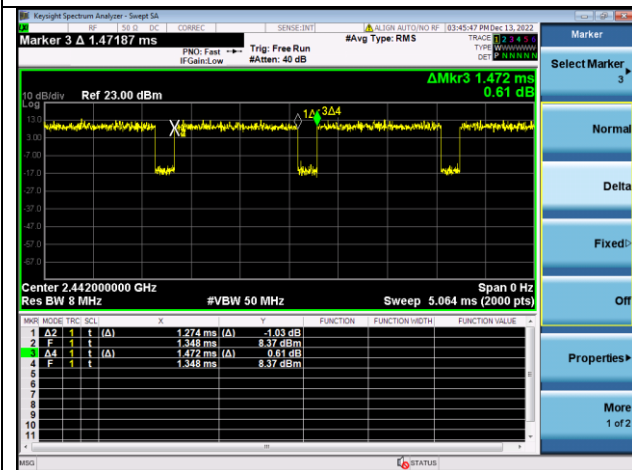 Keysight Spectrum Analyzer - Swept SA
RF 50 Ω DC CORREC SENSE:INT ALIGN AUTO/NO RF 03:45:47 PM Dec 13, 2022
Marker 3 Δ 1.47187 ms
PNO: Fast
IFGain:Low
Trig: Free Run
#Atten: 40 dB
#Avg Type: RMS
TRACE 1 2 3 4 5 6
TYPE WWWWWW
DET P NNNNN
ΔMkr3 1.472 ms
0.61 dB
10 dB/div Ref 23.00 dBm
Log
13.0
3.00
-7.00
-17.0
-27.0
-37.0
-47.0
-57.0
-67.0
X2
1Δ2
3Δ4
Center 2.442000000 GHz Span 0 Hz
Res BW 8 MHz #VBW 50 MHz Sweep 5.064 ms (2000 pts)
MKR MODE TRC SCL X Y FUNCTION FUNCTION WIDTH FUNCTION VALUE
1 Δ2 1 t (Δ) 1.274 ms (Δ) -1.03 dB
2 F 1 t 1.348 ms 8.37 dBm
3 Δ4 1 t (Δ) 1.472 ms (Δ) 0.61 dB
4 F 1 t 1.348 ms 8.37 dBm
5
6
7
8
9
10
11
MSG STATUS
Marker
Select Marker
3
Normal
Delta
Fixed
Off
Properties
More
1 of 2